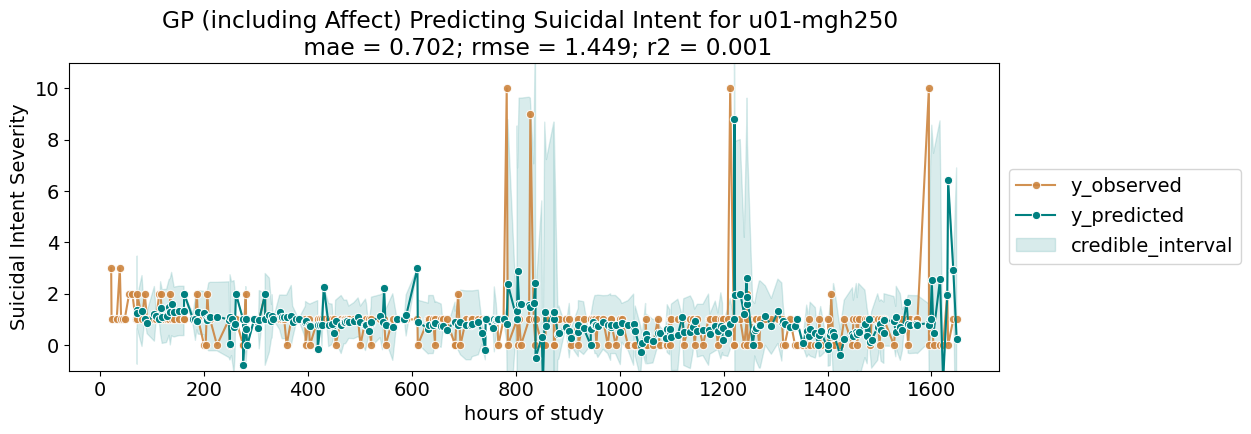 GP (including Affect) Predicting Suicidal Intent for u01-mgh250
mae = 0.702; rmse = 1.449; r2 = 0.001
Suicidal Intent Severity
10
8
6
4
2
0
0 200 400 600 800 1000 1200 1400 1600
hours of study
y_observed
y_predicted
credible_interval